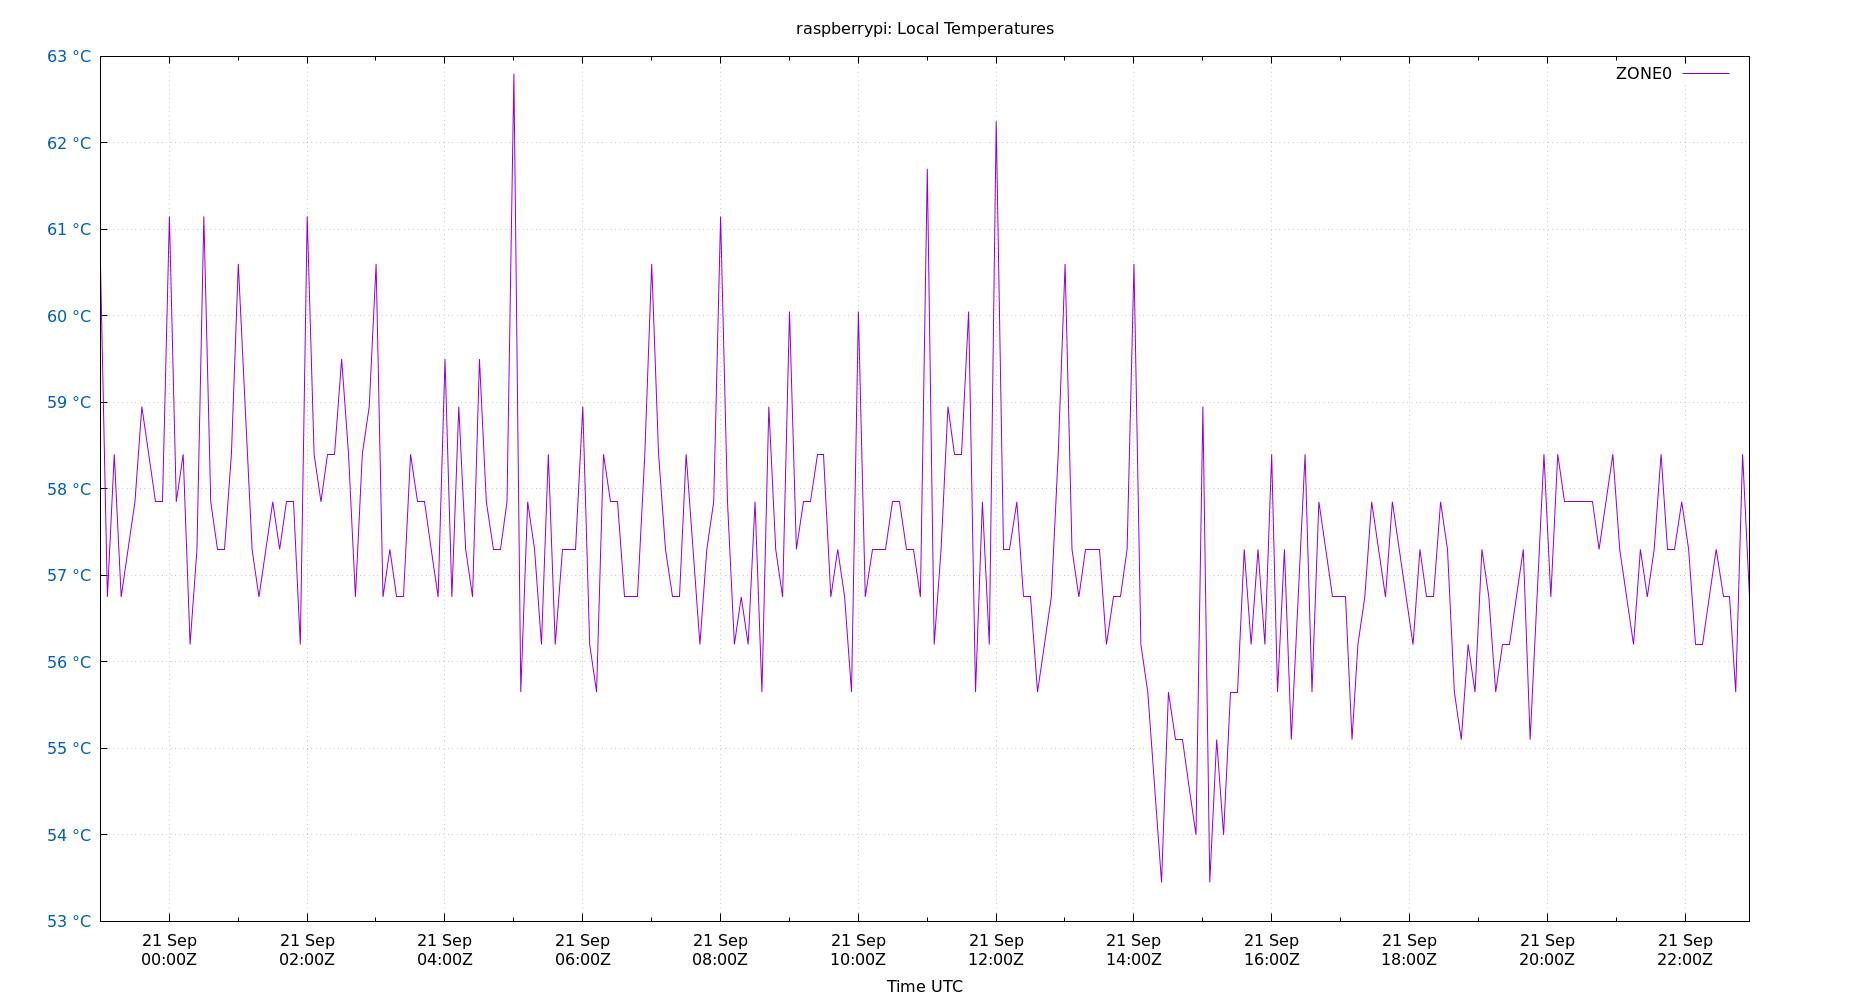 raspberrypi: Local Temperatures
63 °C
ZONE0
62 °C
61 °C
60 °C
59 °C
58 °C
57 °C
56 °C
55 °C
54 °C
53 °C
21 Sep 21 Sep 21 Sep 21 Sep 21 Sep 21 Sep 21 Sep 21 Sep 21 Sep 21 Sep 21 Sep 21 Sep
00:00Z 02:00Z 04:00Z 06:00Z 08:00Z 10:00Z 12:00Z 14:00Z 16:00Z 18:00Z 20:00Z 22:00Z
Time UTC